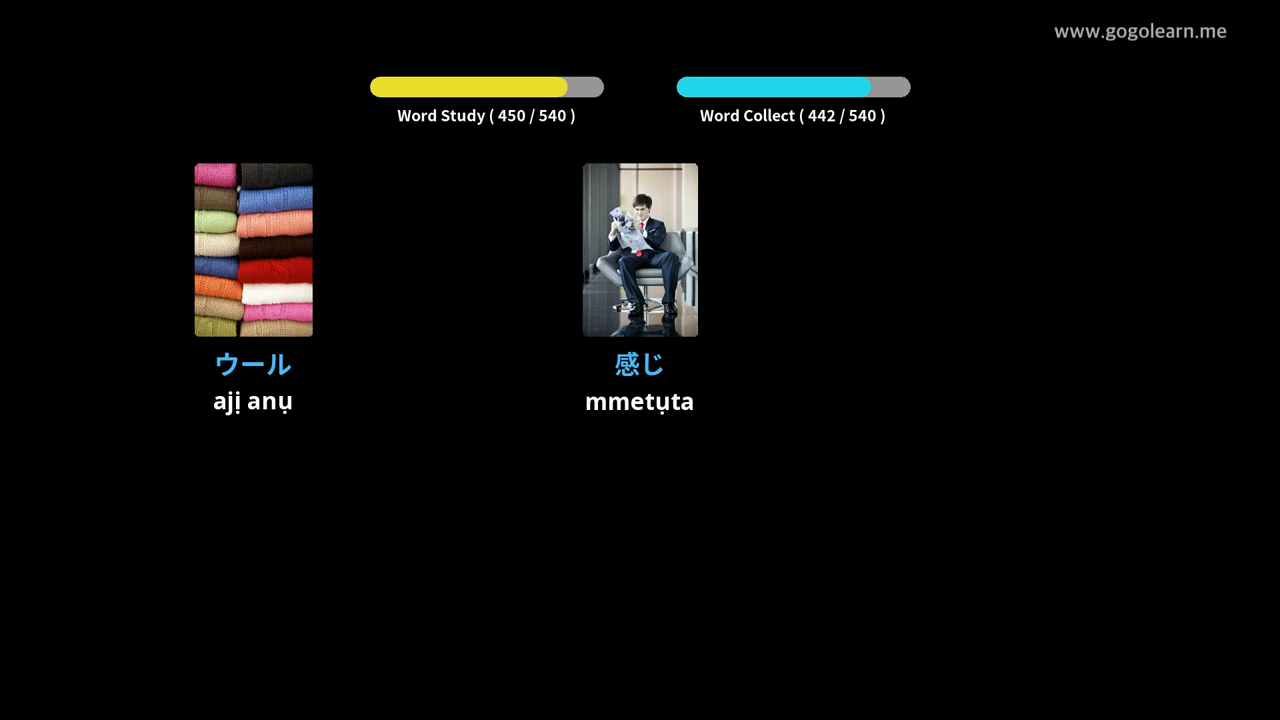 www.gogolearn.me
Word Study ( 450 / 540 )
Word Collect ( 442 / 540 )
ウール
ajị anụ
感じ
mmetụta